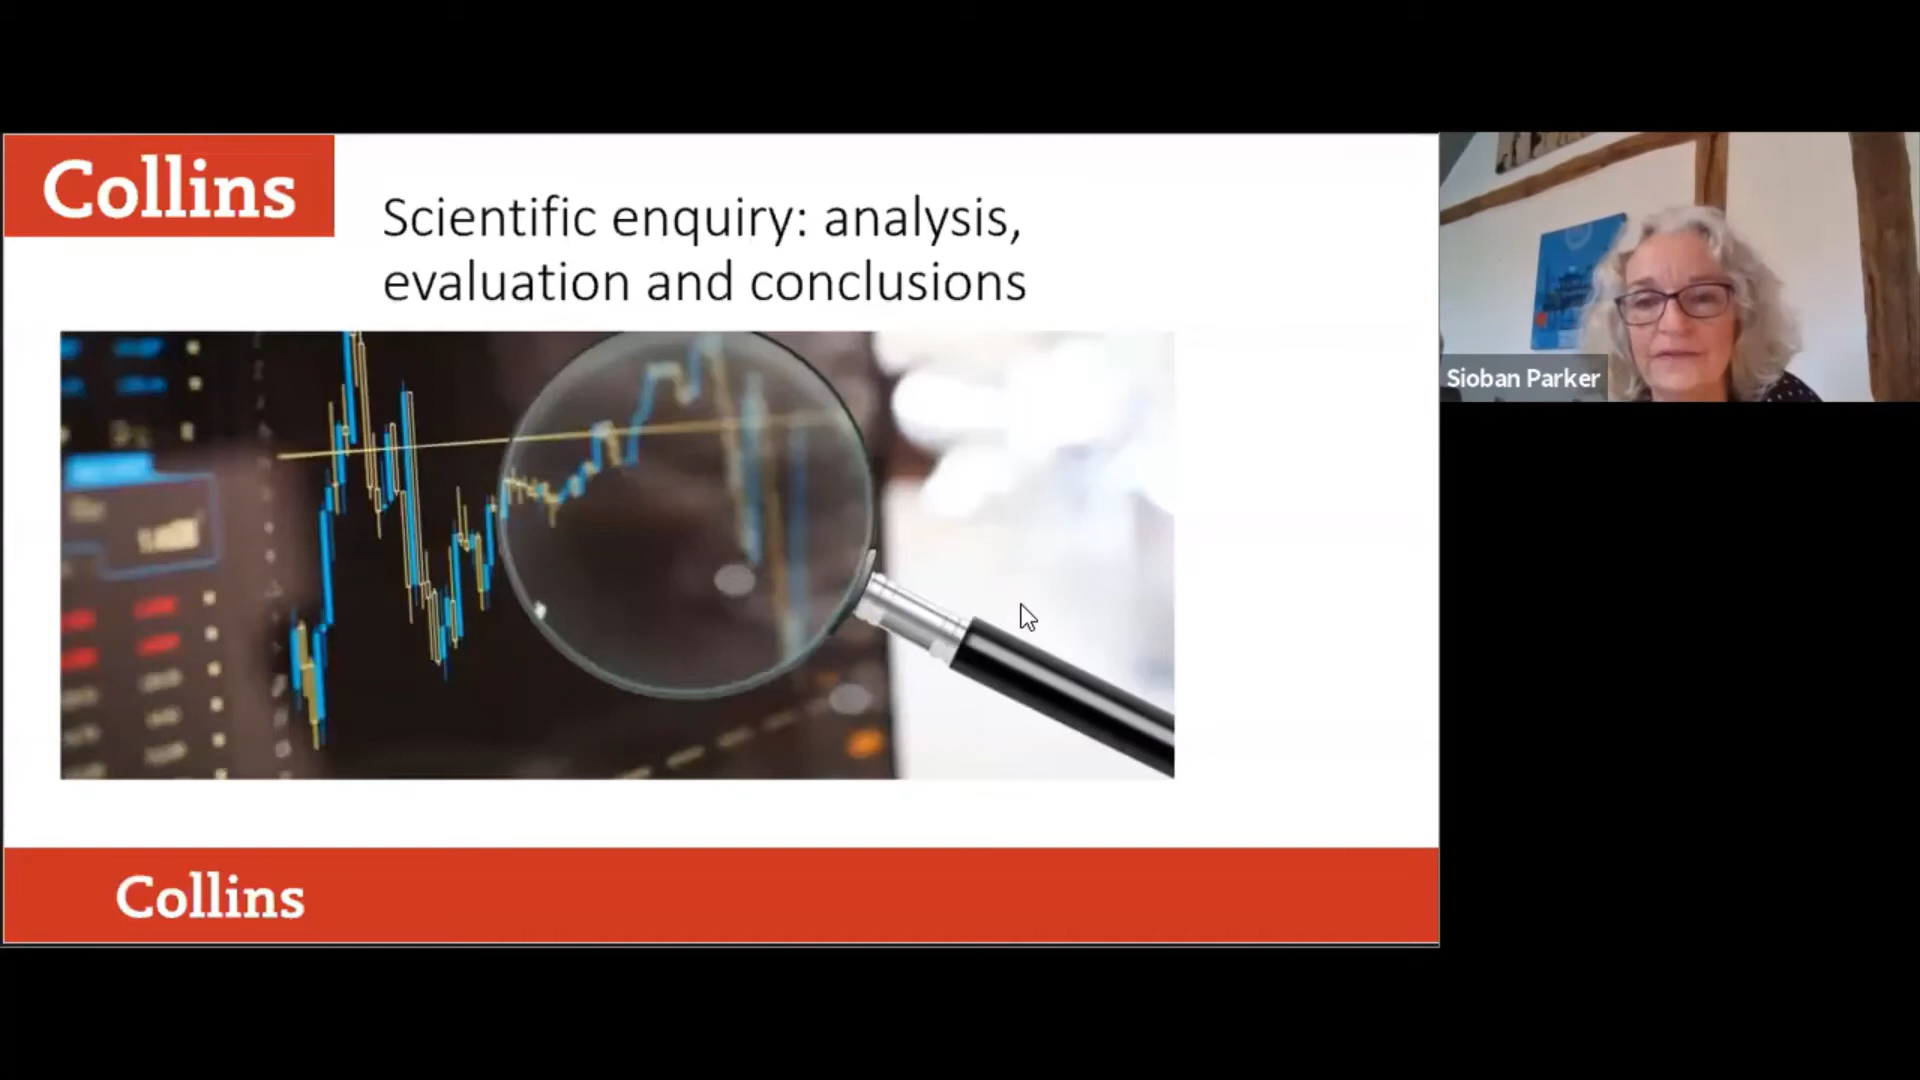 Collins
Scientific enquiry: analysis,
evaluation and conclusions
Sioban Parker
Collins